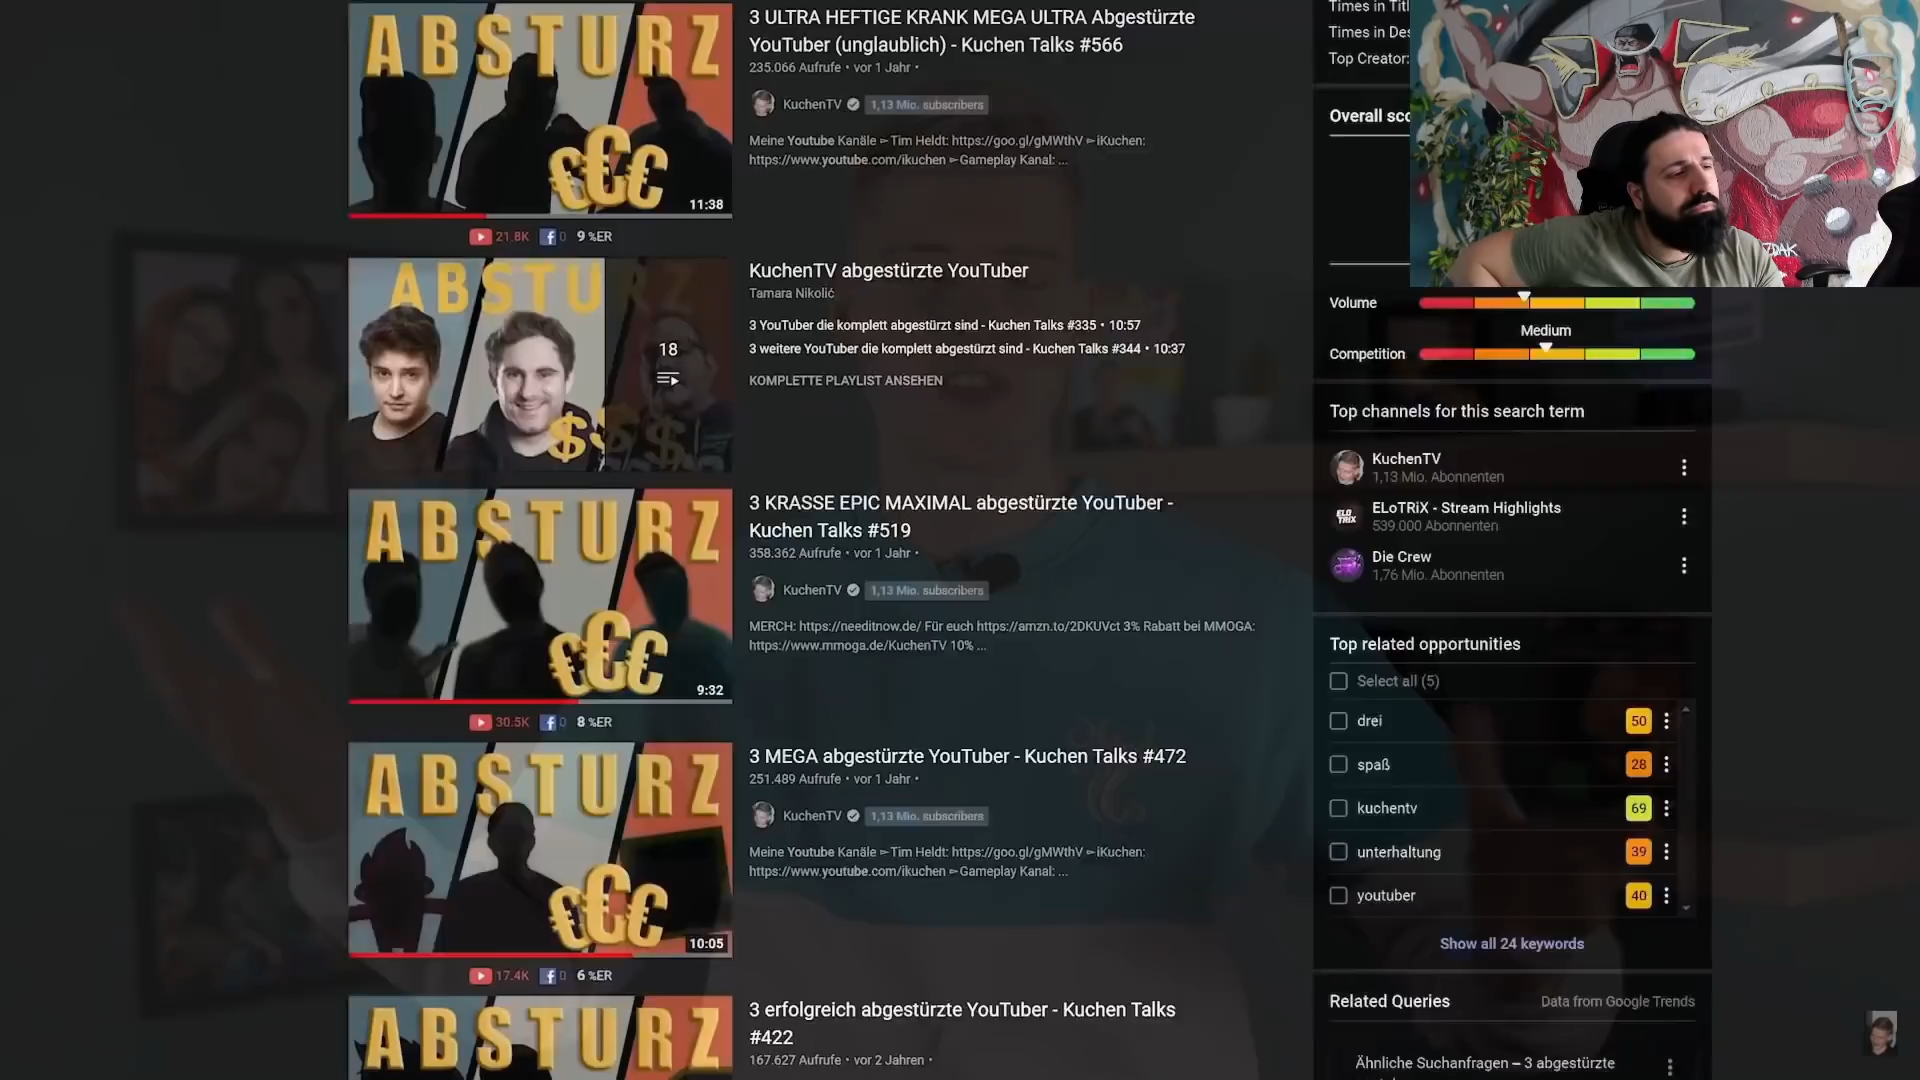 ABSTURZ
€€€
11:38
3 ULTRA HEFTIGE KRANK MEGA ULTRA Abgestürzte
YouTuber (unglaublich) - Kuchen Talks #566
235.066 Aufrufe • vor 1 Jahr •
KuchenTV
1,13 Mio. subscribers
Meine Youtube Kanäle ►Tim Heldt: https://goo.gl/gMWthV ►iKuchen:
https://www.youtube.com/ikuchen ►Gameplay Kanal: ...
21.8K f 0 9 %ER
ABSTURZ
18
$$$
KuchenTV abgestürzte YouTuber
Tamara Nikolić
3 YouTuber die komplett abgestürzt sind - Kuchen Talks #335 • 10:57
3 weitere YouTuber die komplett abgestürzt sind - Kuchen Talks #344 • 10:37
KOMPLETTE PLAYLIST ANSEHEN
ABSTURZ
€€€
9:32
3 KRASSE EPIC MAXIMAL abgestürzte YouTuber -
Kuchen Talks #519
358.362 Aufrufe • vor 1 Jahr •
KuchenTV
1,13 Mio. subscribers
MERCH: https://needitnow.de/ Für euch https://amzn.to/2DKUVct 3% Rabatt bei MMOGA:
https://www.mmoga.de/KuchenTV 10% ...
30.5K f 0 8 %ER
ABSTURZ
€€€
10:05
3 MEGA abgestürzte YouTuber - Kuchen Talks #472
251.489 Aufrufe • vor 1 Jahr •
KuchenTV
1,13 Mio. subscribers
Meine Youtube Kanäle ►Tim Heldt: https://goo.gl/gMWthV ►iKuchen:
https://www.youtube.com/ikuchen ►Gameplay Kanal: ...
17.4K f 0 6 %ER
ABSTURZ
3 erfolgreich abgestürzte YouTuber - Kuchen Talks
#422
167.627 Aufrufe • vor 2 Jahren •
Times in Titl
Times in Des
Top Creator:
Overall sco
Volume
Medium
Competition
Top channels for this search term
KuchenTV
1,13 Mio. Abonnenten
ELO TRIX
ELoTRiX - Stream Highlights
539.000 Abonnenten
Die Crew
1,76 Mio. Abonnenten
Top related opportunities
Select all (5)
drei 50
spaß 28
kuchentv 69
unterhaltung 39
youtuber 40
Show all 24 keywords
Related Queries
Data from Google Trends
Ähnliche Suchanfragen – 3 abgestürzte